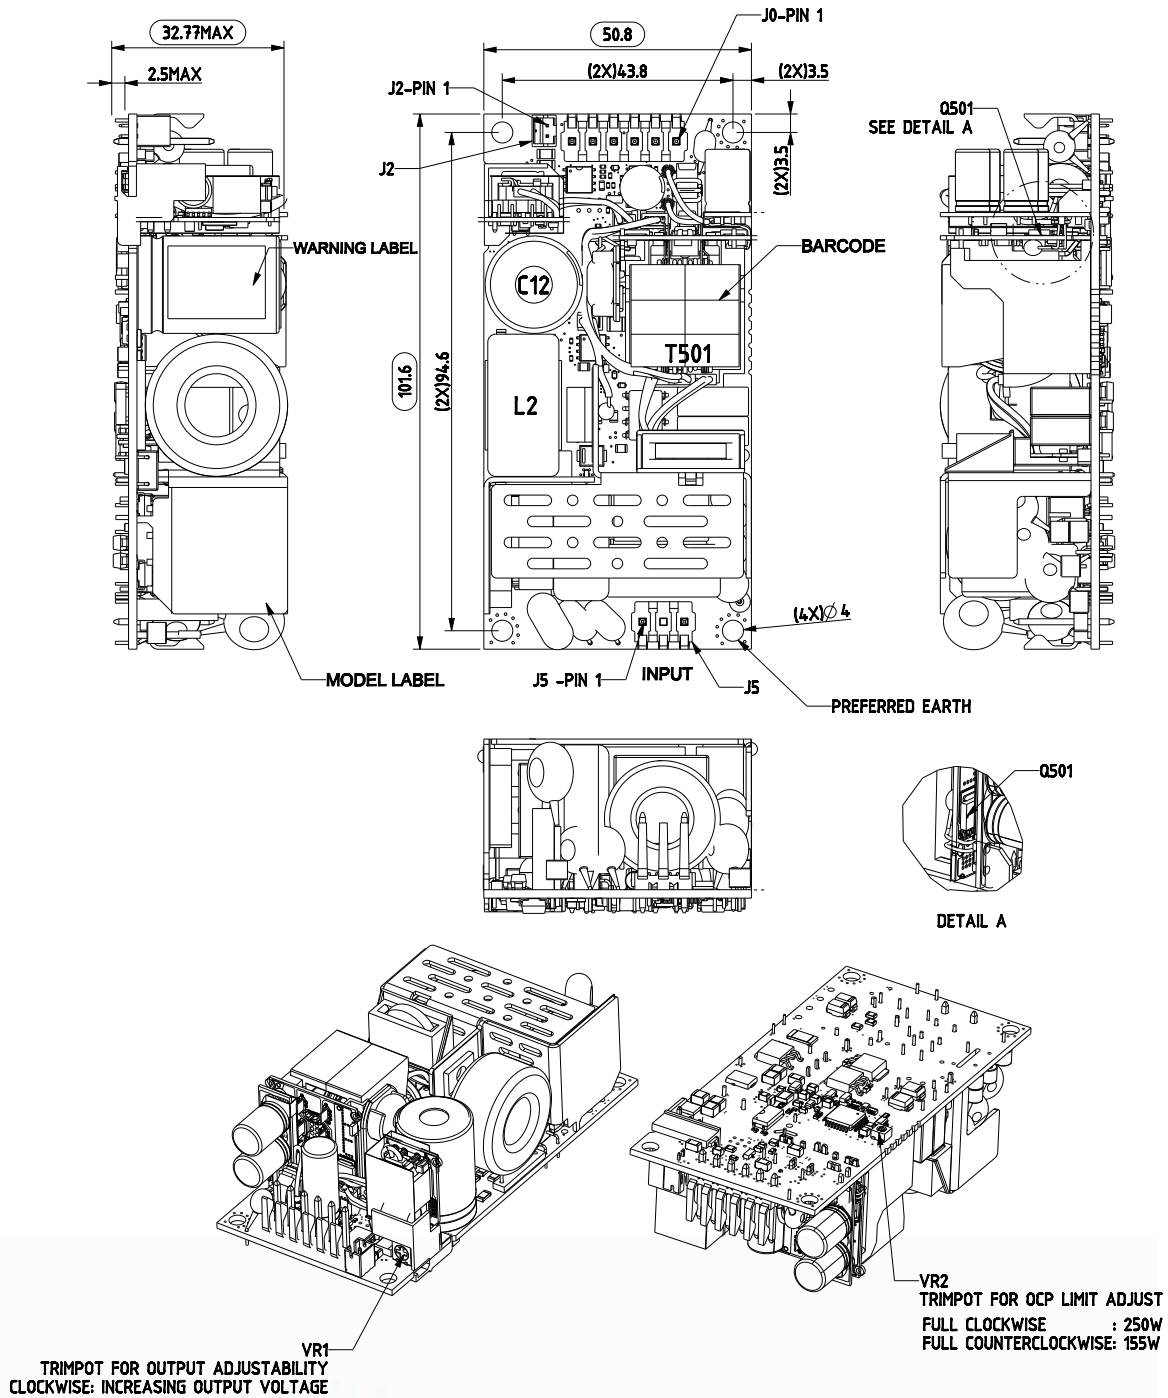 32.77MAX
2.5MAX
50.8
(2X)43.8
(2X)3.5
J0-PIN 1
J2-PIN 1
J2
(2X)3.5
Q501
SEE DETAIL A
WARNING LABEL
C12
BARCODE
T501
101.6
(2X)94.6
L2
(4X)Ø 4
MODEL LABEL
J5 -PIN 1
INPUT
J5
PREFERRED EARTH
Q501
DETAIL A
VR2
TRIMPOT FOR OCP LIMIT ADJUST
FULL CLOCKWISE : 250W
FULL COUNTERCLOCKWISE: 155W
VR1
TRIMPOT FOR OUTPUT ADJUSTABILITY
CLOCKWISE: INCREASING OUTPUT VOLTAGE